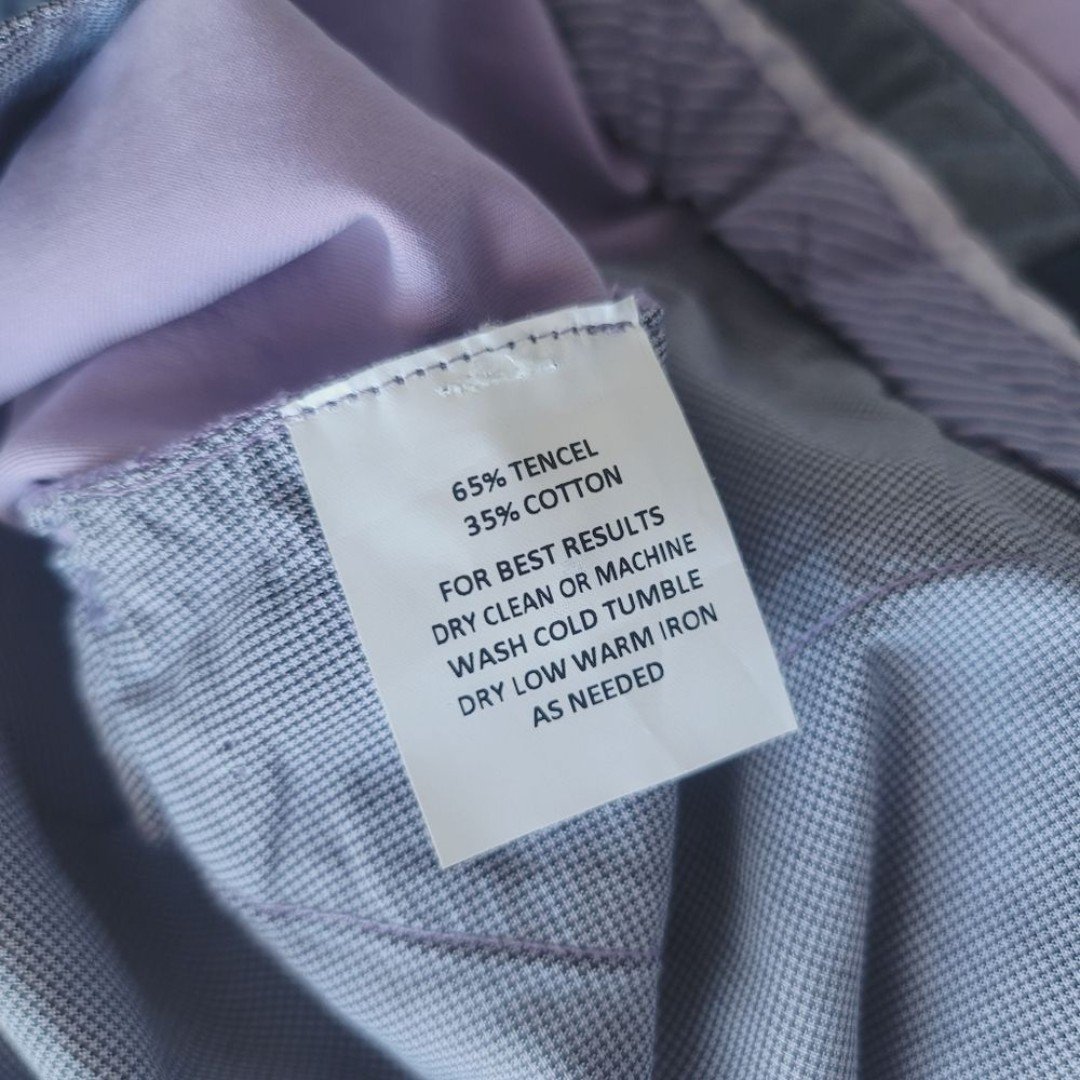 65% TENCEL
35% COTTON
FOR BEST RESULTS
DRY CLEAN OR MACHINE
WASH COLD TUMBLE
DRY LOW WARM IRON
AS NEEDED